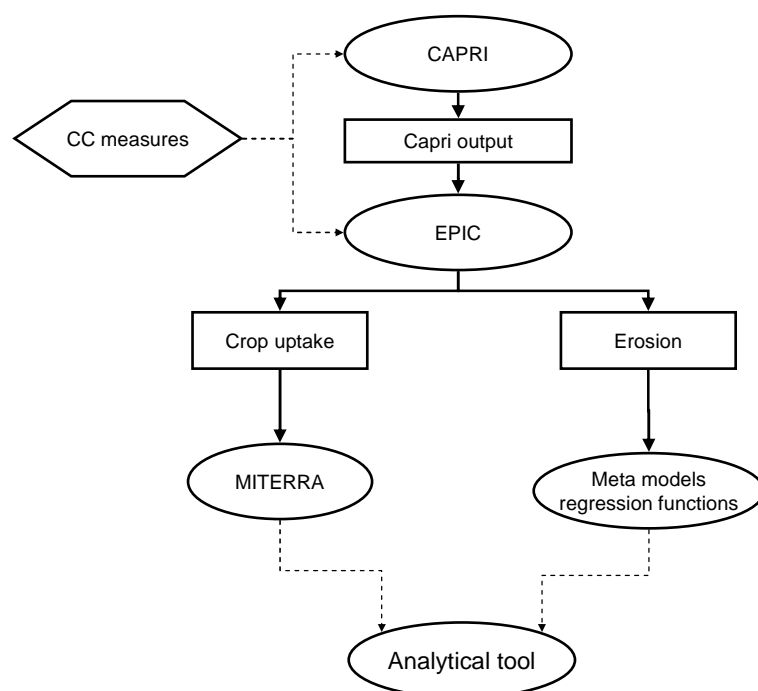 CAPRI
CC measures
Capri output
EPIC
Crop uptake
Erosion
MITERRA
Meta models
regression functions
Analytical tool